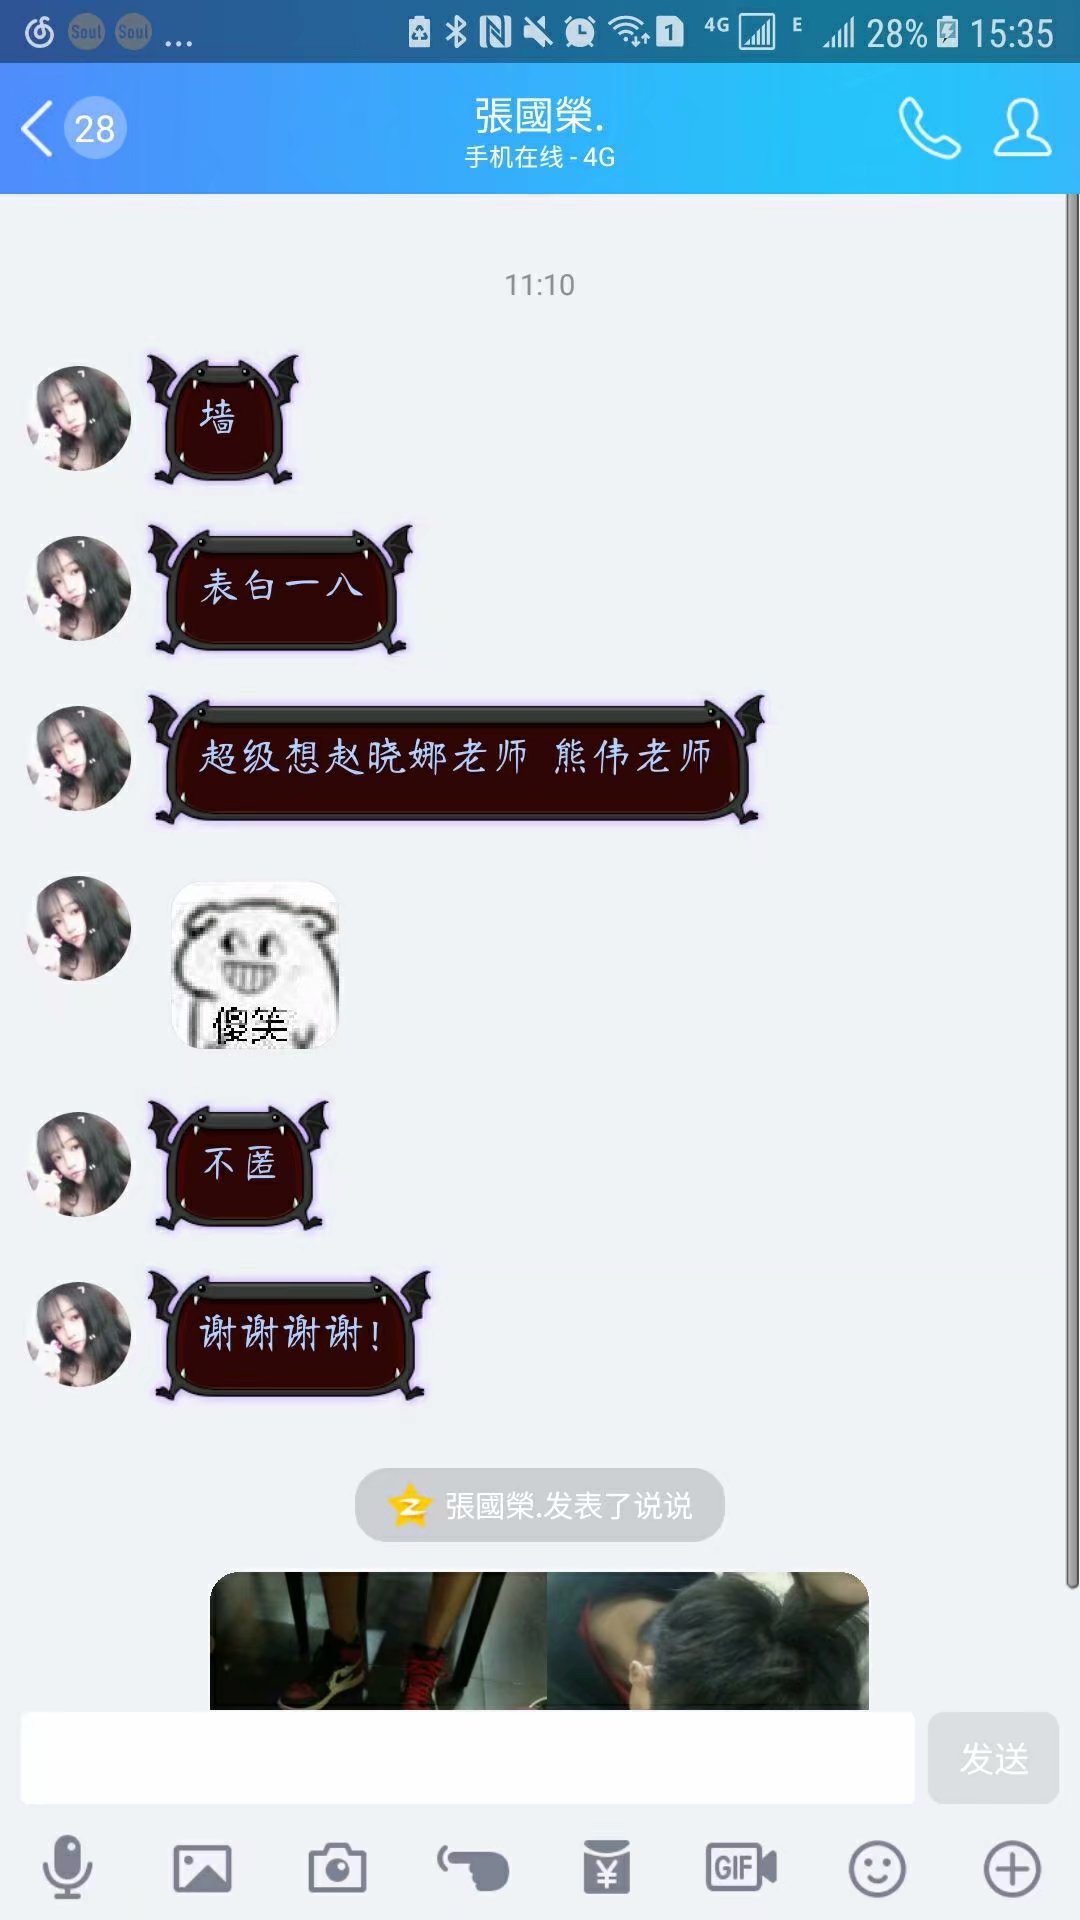 Soul Soul ... 1 4G E 28% 15:35
28
張國榮.
手机在线 - 4G
11:10
墙
表白一八
超级想赵晓娜老师 熊伟老师
傻笑
不匿
谢谢谢谢!
張國榮.发表了说说
发送
GIF